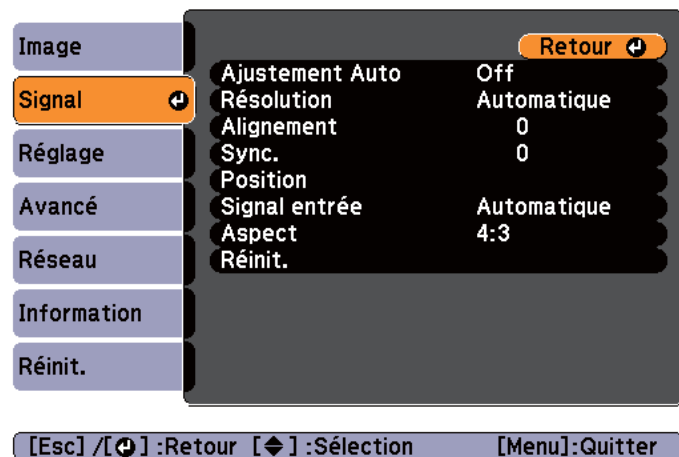 Image
Signal
Réglage
Avancé
Réseau
Information
Réinit.
Retour
Ajustement Auto Off
Résolution Automatique
Alignement 0
Sync. 0
Position
Signal entrée Automatique
Aspect 4:3
Réinit.
[Esc] /[ ] :Retour [ ] :Sélection [Menu]:Quitter